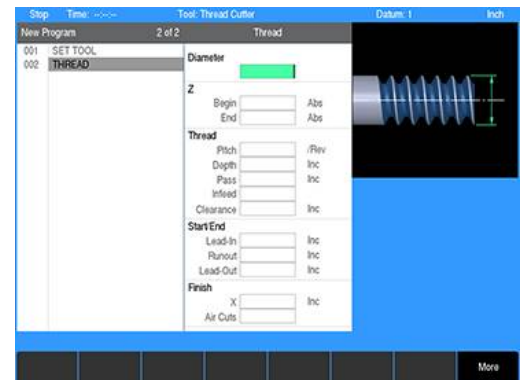 Stop Time: --:--:-- Tool: Thread Cutter Datum: 1 Inch
New Program 2 of 2 Thread
001 SET TOOL
002 THREAD
Diameter
Z
Begin Abs
End Abs
Thread
Pitch /Rev
Depth Inc
Pass Inc
Infeed
Clearance Inc
Start/End
Lead-In Inc
Runout Inc
Lead-Out Inc
Finish
X Inc
Air Cuts
More